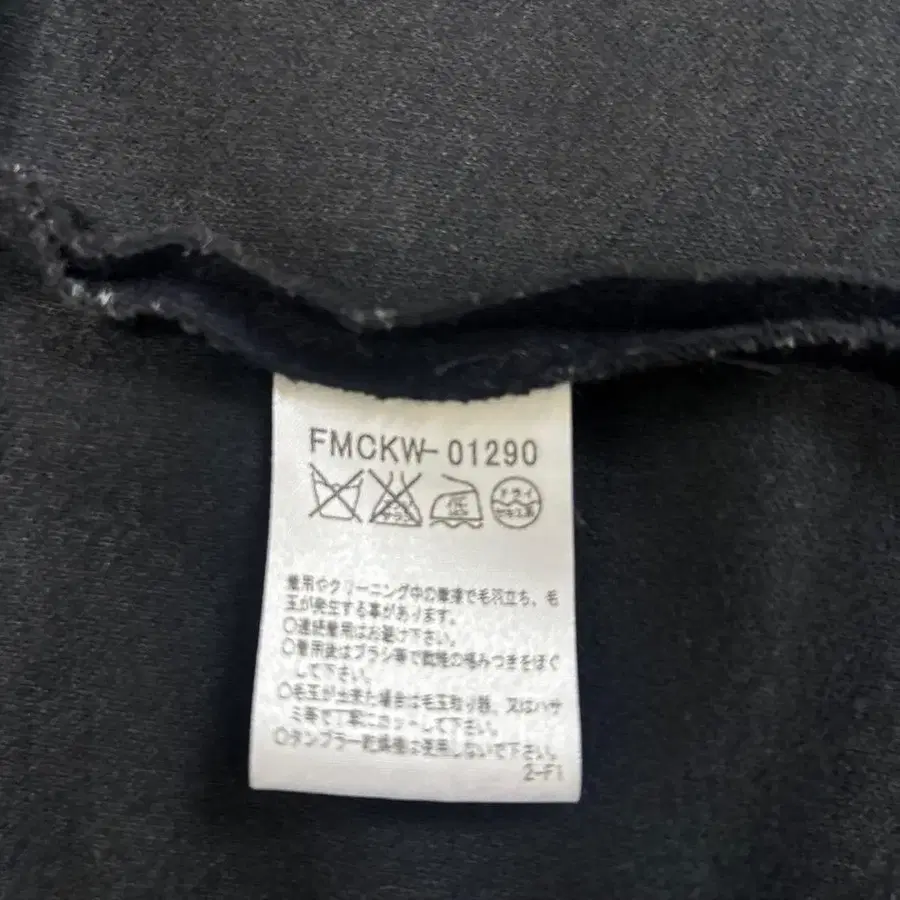 FMCKW-01290
低
ドライ
着用やクリーニング中の摩擦で毛羽立ち、毛
玉が発生する事があります。
○連続着用はお避け下さい。
○着用後はブラシ等で繊維の絡みつきをほぐ
して下さい。
○毛玉が出来た場合は毛玉取り器、又はハサ
ミ等で丁寧にカットして下さい。
○タンブラー乾燥機は使用しないで下さい。
2-F1